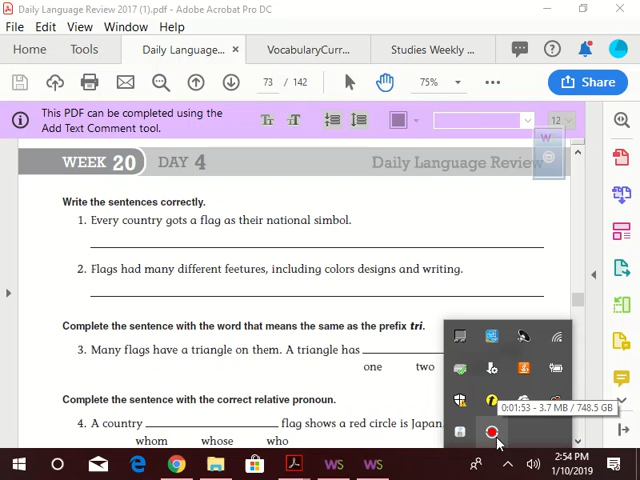 Daily Language Review 2017 (1).pdf - Adobe Acrobat Pro DC
File Edit View Window Help
Home Tools Daily Language... × VocabularyCurr... Studies Weekly ...
73 / 142 75% Share
This PDF can be completed using the
Add Text Comment tool.
12
W
WEEK 20 DAY 4 Daily Language Review
Write the sentences correctly.
1. Every country gots a flag as their national simbol.
2. Flags had many different feetures, including colors designs and writing.
Complete the sentence with the word that means the same as the prefix tri.
3. Many flags have a triangle on them. A triangle has
one two
Complete the sentence with the correct relative pronoun.
0:01:53 - 3.7 MB / 748.5 GB
4. A country flag shows a red circle is Japan.
whom whose who
WS WS
2:54 PM
1/10/2019